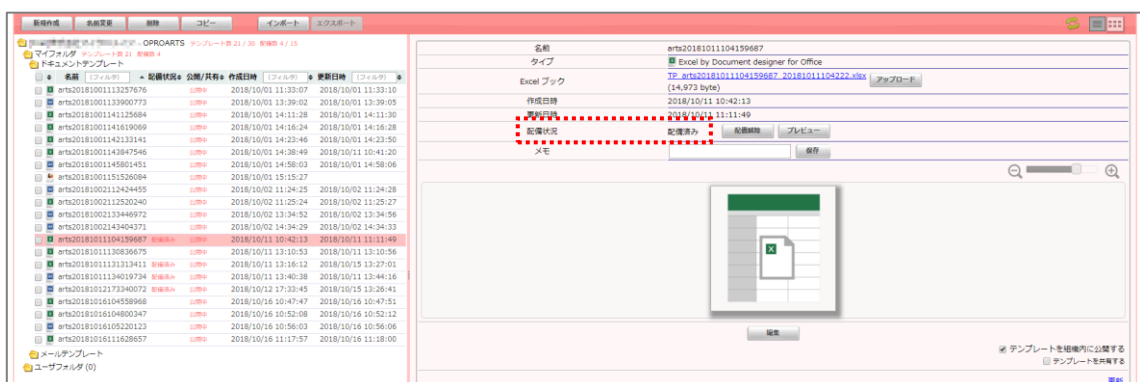 新規作成 名前変更 削除 コピー インポート エクスポート
- OPROARTS テンプレート数 21 / 30 配備数 4 / 15
マイフォルダ テンプレート数 21 配備数 4
ドキュメントテンプレート
名前 (フィルタ) 配備状況 公開/共有 作成日時 (フィルタ) 更新日時 (フィルタ)
arts20181001113257676 公開中 2018/10/01 11:33:07 2018/10/01 11:33:10
arts20181001133900773 公開中 2018/10/01 13:39:02 2018/10/01 13:39:05
arts20181001141125684 公開中 2018/10/01 14:11:28 2018/10/01 14:11:30
arts20181001141619069 公開中 2018/10/01 14:16:24 2018/10/01 14:16:28
arts20181001142133141 公開中 2018/10/01 14:23:46 2018/10/01 14:23:50
arts20181001143847546 公開中 2018/10/01 14:38:49 2018/10/11 10:41:20
arts20181001145801451 公開中 2018/10/01 14:58:03 2018/10/01 14:58:06
arts20181001151526084 公開中 2018/10/01 15:15:27
arts20181002112424455 公開中 2018/10/02 11:24:25 2018/10/02 11:24:28
arts20181002112520240 公開中 2018/10/02 11:25:24 2018/10/02 11:25:27
arts20181002133446972 公開中 2018/10/02 13:34:52 2018/10/02 13:34:56
arts20181002143404371 公開中 2018/10/02 14:34:29 2018/10/02 14:34:33
arts20181011104159687 配備済み 公開中 2018/10/11 10:42:13 2018/10/11 11:11:49
arts20181011130836675 公開中 2018/10/11 13:10:53 2018/10/11 13:10:56
arts20181011131313411 配備済み 公開中 2018/10/11 13:16:12 2018/10/15 13:27:01
arts20181011134019734 配備済み 公開中 2018/10/11 13:40:38 2018/10/11 13:44:16
arts20181012173340072 配備済み 公開中 2018/10/12 17:33:45 2018/10/15 13:26:41
arts20181016104558968 公開中 2018/10/16 10:47:47 2018/10/16 10:47:51
arts20181016104800347 公開中 2018/10/16 10:52:08 2018/10/16 10:52:12
arts20181016105220123 公開中 2018/10/16 10:56:03 2018/10/16 10:56:06
arts20181016111628657 公開中 2018/10/16 11:17:57 2018/10/16 11:18:00
メールテンプレート
ユーザフォルダ (0)
名前 arts20181011104159687
タイプ Excel by Document designer for Office
Excel ブック TP_arts20181011104159687_20181011104222.xlsx アップロード
(14,973 byte)
作成日時 2018/10/11 10:42:13
更新日時 2018/10/11 11:11:49
配備状況 配備済み 配備解除 プレビュー
メモ 保存
編集
テンプレートを組織内に公開する
テンプレートを共有する
更新